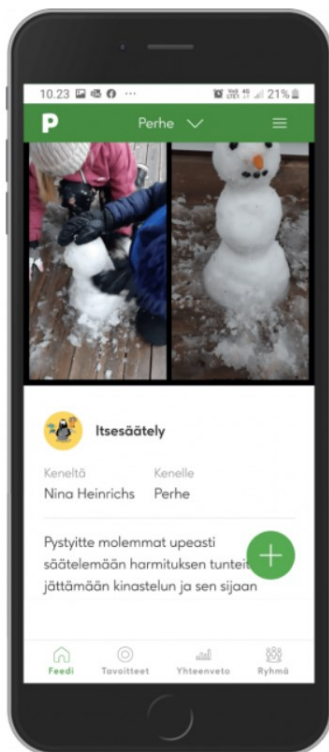 10.23 21%
P Perhe
Itsesäätely
Keneltä Kenelle
Nina Heinrichs Perhe
Pystyitte molemmat upeasti
säätelemään harmituksen tunteit
jättämään kinastelun ja sen sijaan
Feedi Tavoitteet Yhteenveto Ryhmä